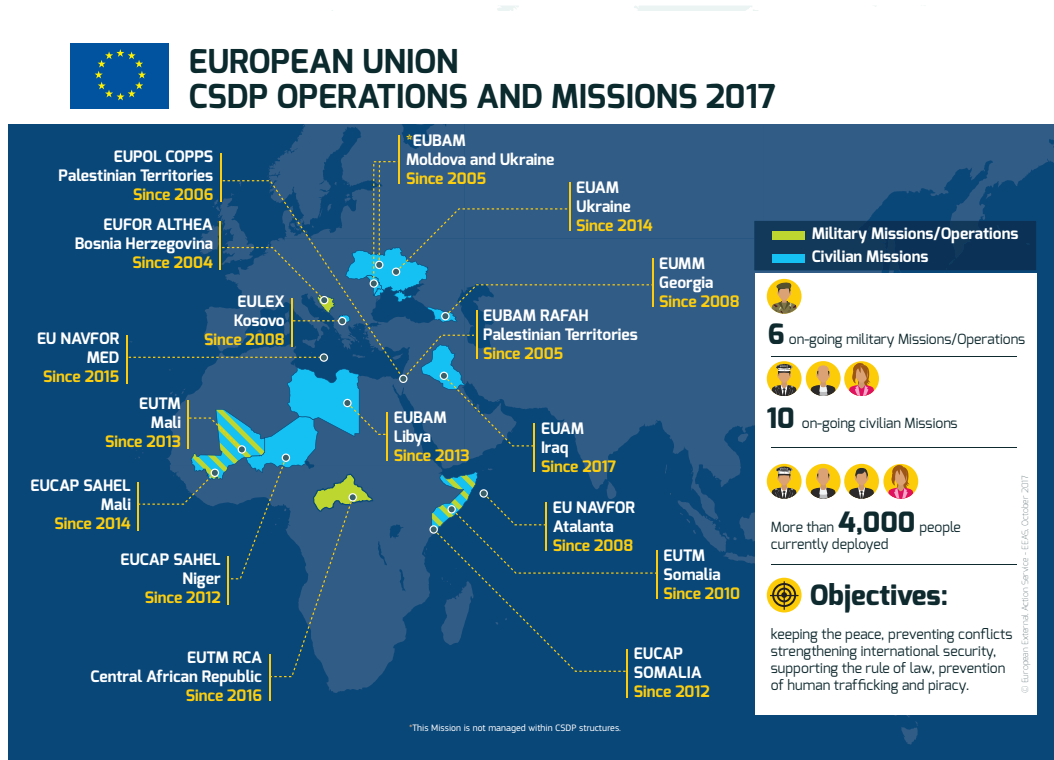 EUROPEAN UNION
CSDP OPERATIONS AND MISSIONS 2017
EUPOL COPPS
Palestinian Territories
Since 2006
*EUBAM
Moldova and Ukraine
Since 2005
EUAM
Ukraine
Since 2014
EUFOR ALTHEA
Bosnia Herzegovina
Since 2004
EUMM
Georgia
Since 2008
EULEX
Kosovo
Since 2008
EUBAM RAFAH
Palestinian Territories
Since 2005
EU NAVFOR
MED
Since 2015
EUTM
Mali
Since 2013
EUBAM
Libya
Since 2013
EUAM
Iraq
Since 2017
EUCAP SAHEL
Mali
Since 2014
EU NAVFOR
Atalanta
Since 2008
EUCAP SAHEL
Niger
Since 2012
EUTM
Somalia
Since 2010
EUTM RCA
Central African Republic
Since 2016
EUCAP
SOMALIA
Since 2012
*This Mission is not managed within CSDP structures.
Military Missions/Operations
Civilian Missions
6 on-going military Missions/Operations
10 on-going civilian Missions
More than 4,000 people
currently deployed
Objectives:
keeping the peace, preventing conflicts
strengthening international security,
supporting the rule of law, prevention
of human trafficking and piracy.
© European External Action Service - EEAS, October 2017